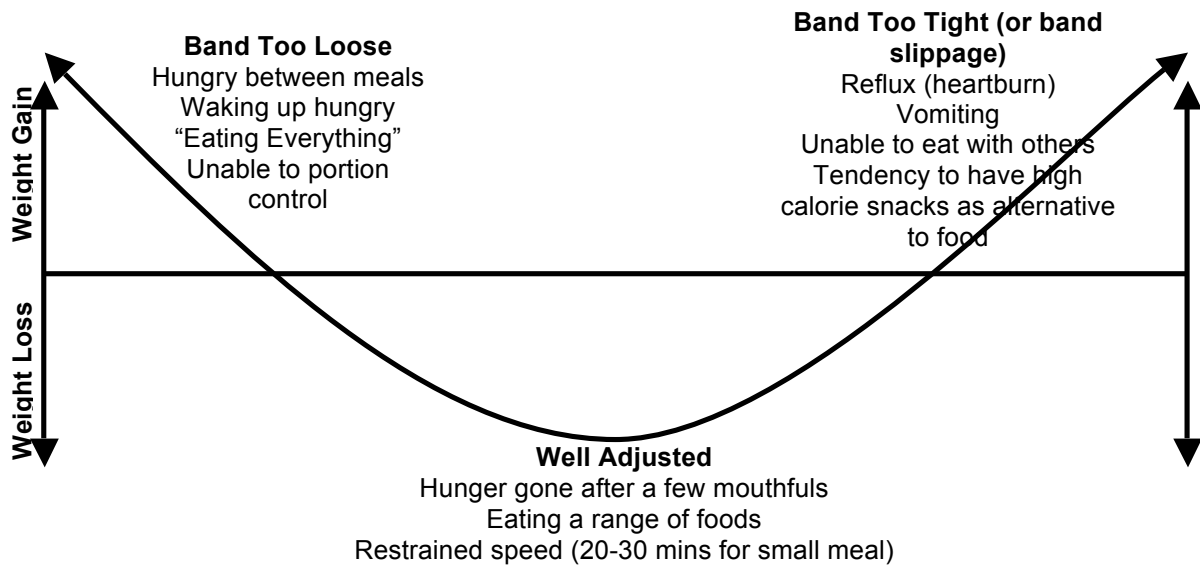 Band Too Loose
Hungry between meals
Waking up hungry
“Eating Everything”
Unable to portion
control
Band Too Tight (or band
slippage)
Reflux (heartburn)
Vomiting
Unable to eat with others
Tendency to have high
calorie snacks as alternative
to food
Weight Gain
Weight Loss
Well Adjusted
Hunger gone after a few mouthfuls
Eating a range of foods
Restrained speed (20-30 mins for small meal)